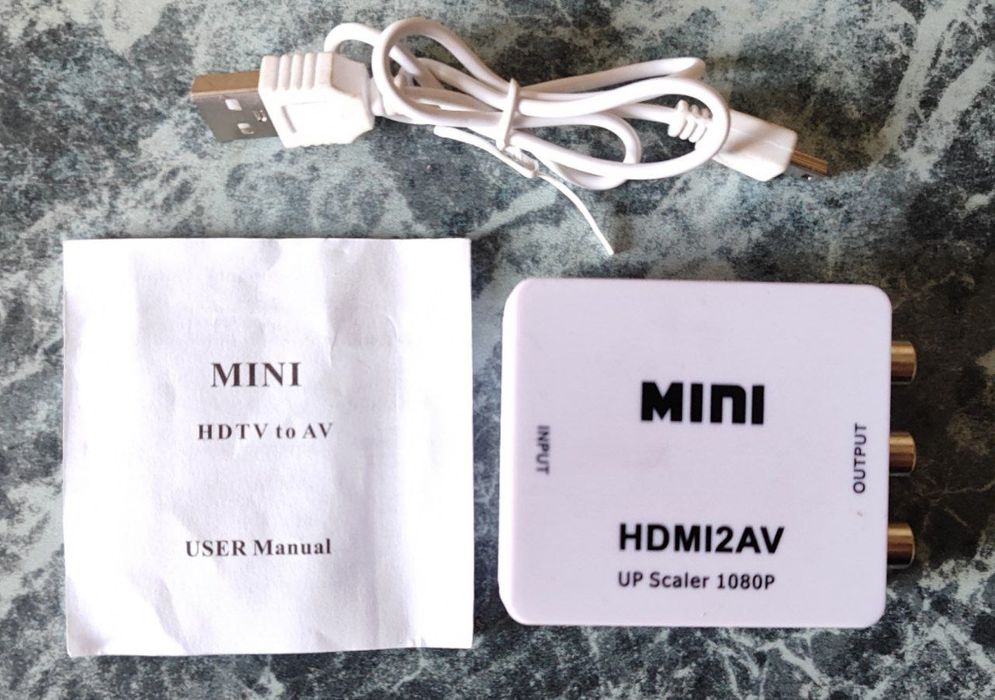 MINI
HDTV to AV
USER Manual
MINI
INPUT
OUTPUT
HDMI2AV
UP Scaler 1080P